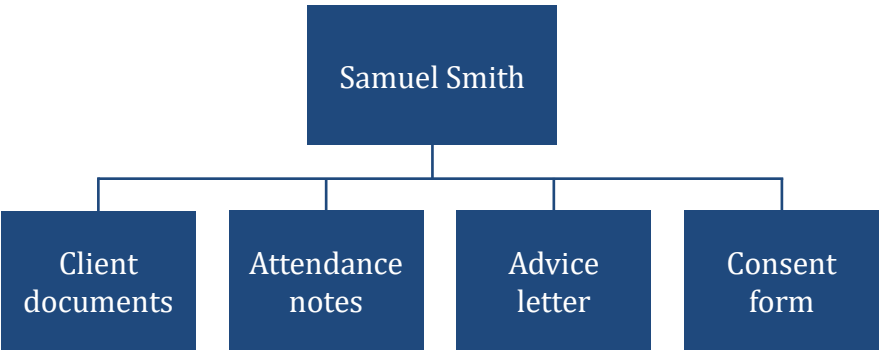 Samuel Smith
Client
documents
Attendance
notes
Advice
letter
Consent
form